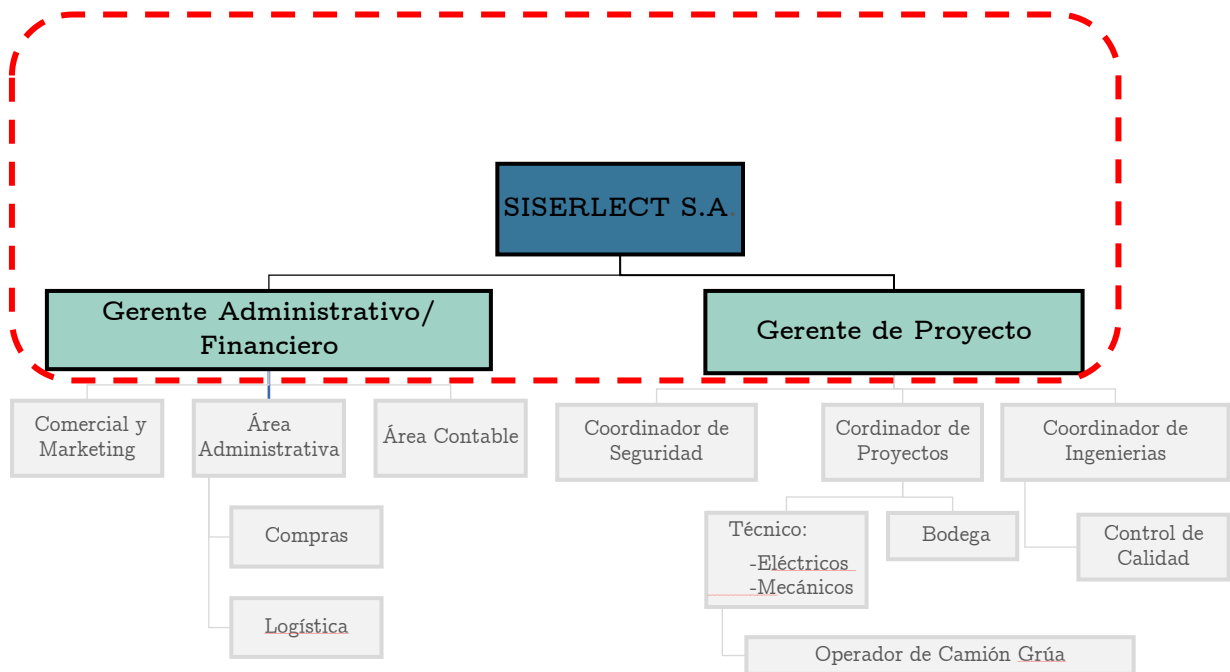 SISERLECT S.A.
Gerente Administrativo/
Financiero
Gerente de Proyecto
Comercial y
Marketing
Área
Administrativa
Área Contable
Coordinador de
Seguridad
Cordinador de
Proyectos
Coordinador de
Ingenierias
Compras
Logística
Técnico:
-Eléctricos
-Mecánicos
Bodega
Control de
Calidad
Operador de Camión Grúa